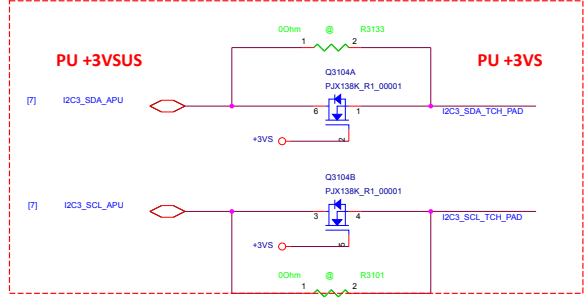 0Ohm @ R3133
1 2
PU +3VSUS PU +3VS
Q3104A
PJX138K_R1_00001
[7] I2C3_SDA_APU 6 1 I2C3_SDA_TCH_PAD
2
+3VS
Q3104B
PJX138K_R1_00001
[7] I2C3_SCL_APU 3 4 I2C3_SCL_TCH_PAD
5
+3VS
0Ohm @ R3101
1 2